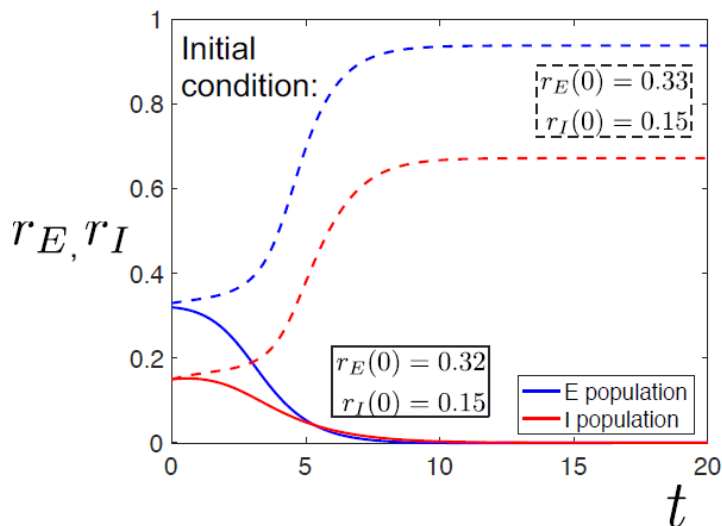 1
Initial
condition:
r_E(0) = 0.33
r_I(0) = 0.15
0.8
0.6
r_E, r_I
0.4
0.2
r_E(0) = 0.32
r_I(0) = 0.15
E population
I population
0
0 5 10 15 20
t